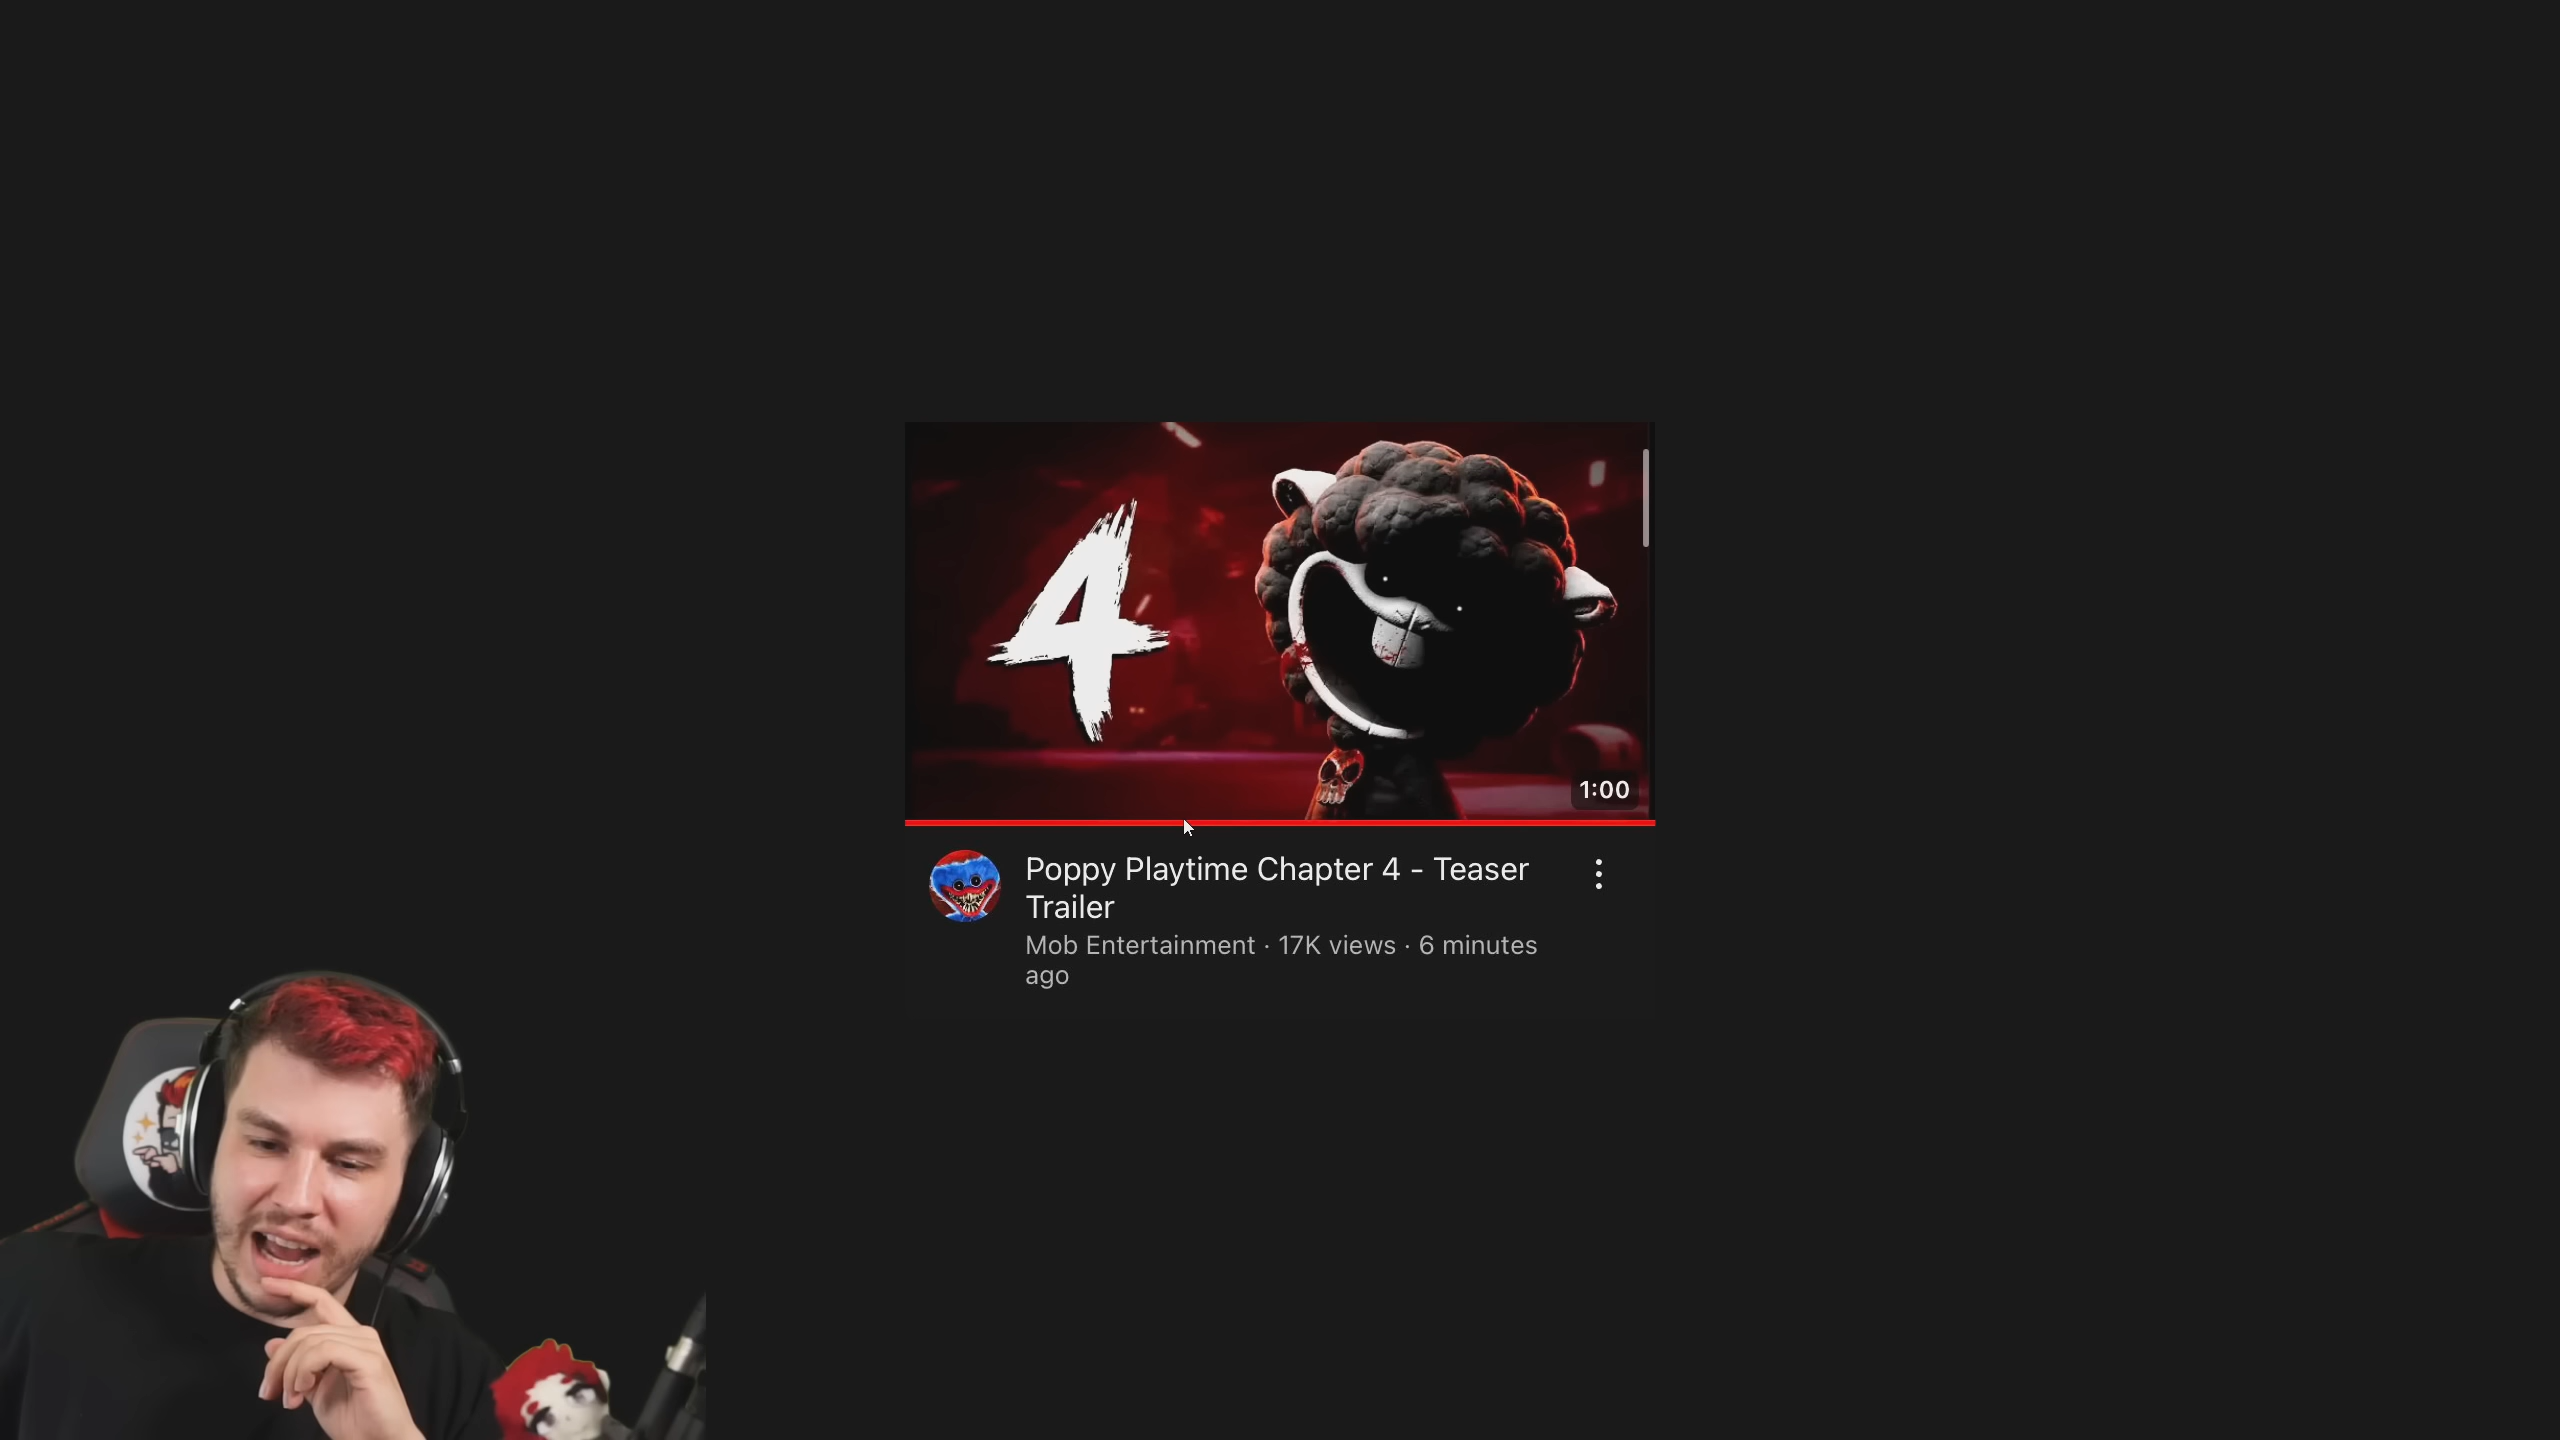 4
1:00
Poppy Playtime Chapter 4 - Teaser
Trailer
Mob Entertainment · 17K views · 6 minutes
ago